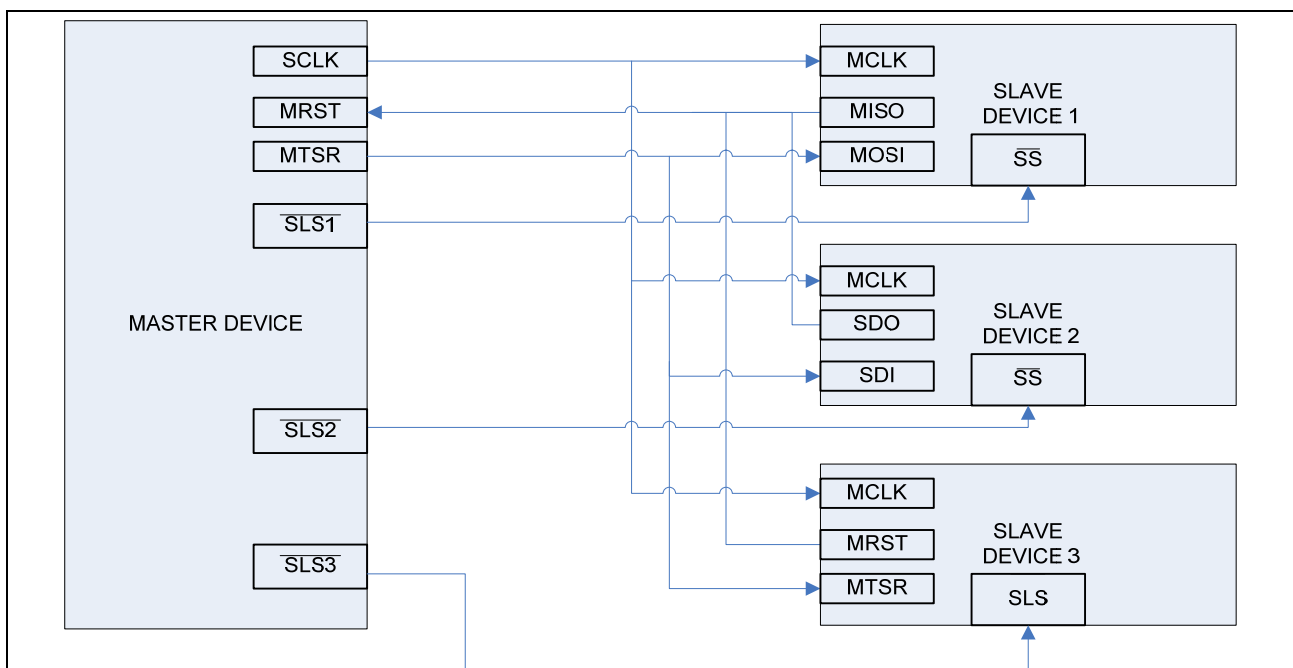 MASTER DEVICE
SCLK
MRST
MTSR
SLS1
SLS2
SLS3
MCLK
MISO
MOSI
SLAVE
DEVICE 1
SS
MCLK
SDO
SDI
SLAVE
DEVICE 2
SS
MCLK
MRST
MTSR
SLAVE
DEVICE 3
SLS